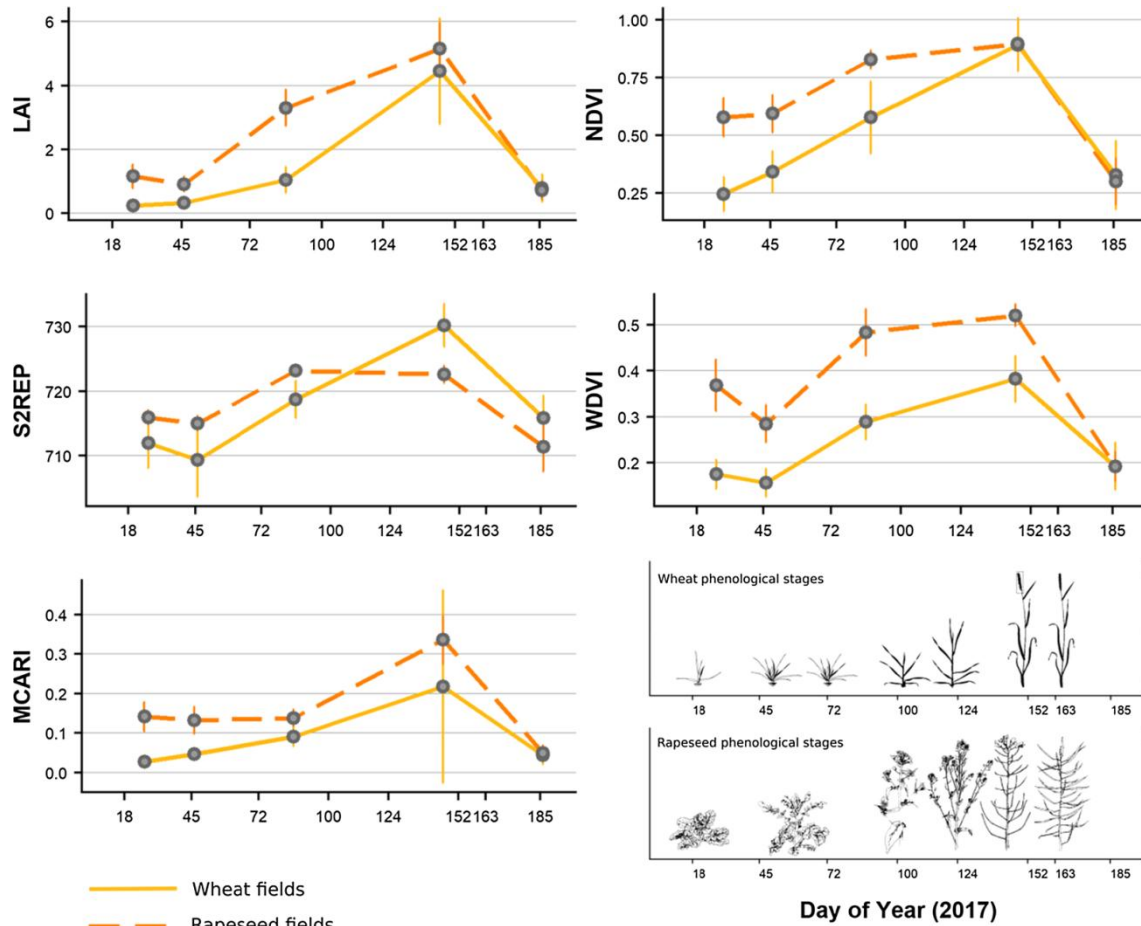 6
4
2
0
LAI
18 45 72 100 124 152 163 185
1.00
0.75
0.50
0.25
NDVI
18 45 72 100 124 152 163 185
730
720
710
S2REP
18 45 72 100 124 152 163 185
0.5
0.4
0.3
0.2
WDVI
18 45 72 100 124 152 163 185
0.4
0.3
0.2
0.1
0.0
MCARI
18 45 72 100 124 152 163 185
Wheat phenological stages
18 45 72 100 124 152 163 185
Rapeseed phenological stages
18 45 72 100 124 152 163 185
Day of Year (2017)
Wheat fields
Rapeseed fields